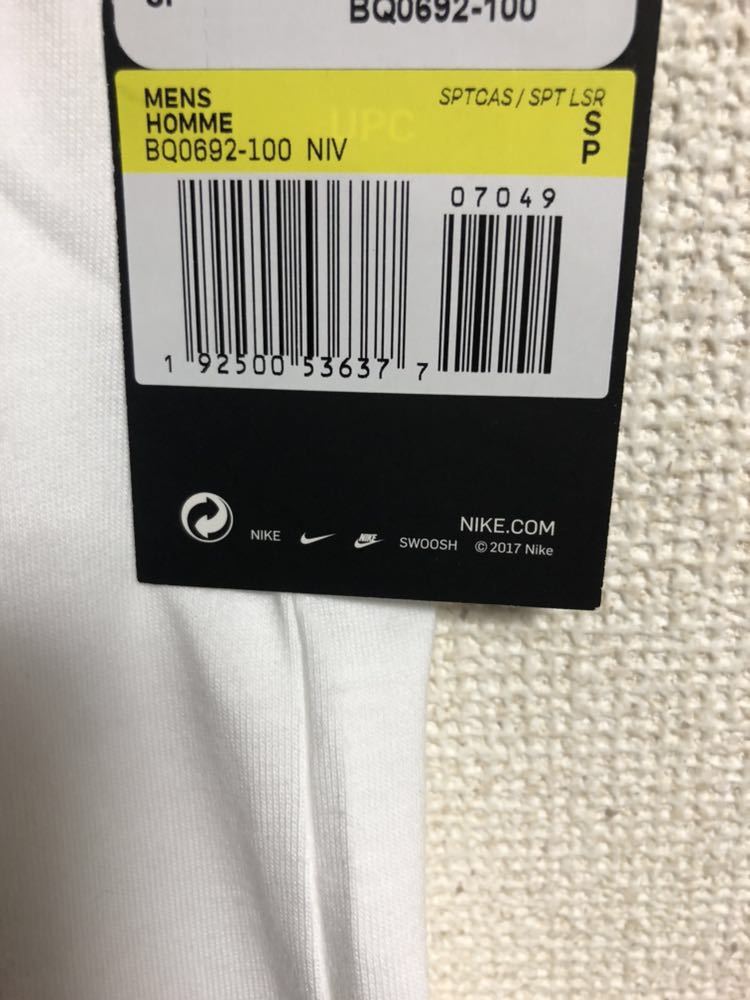 BQ0692-100
MENS
HOMME
BQ0692-100 NIV
SPTCAS / SPT LSR
S
P
UPC
07049
1 92500 53637 7
NIKE
NIKE
SWOOSH
© 2017 Nike
NIKE.COM